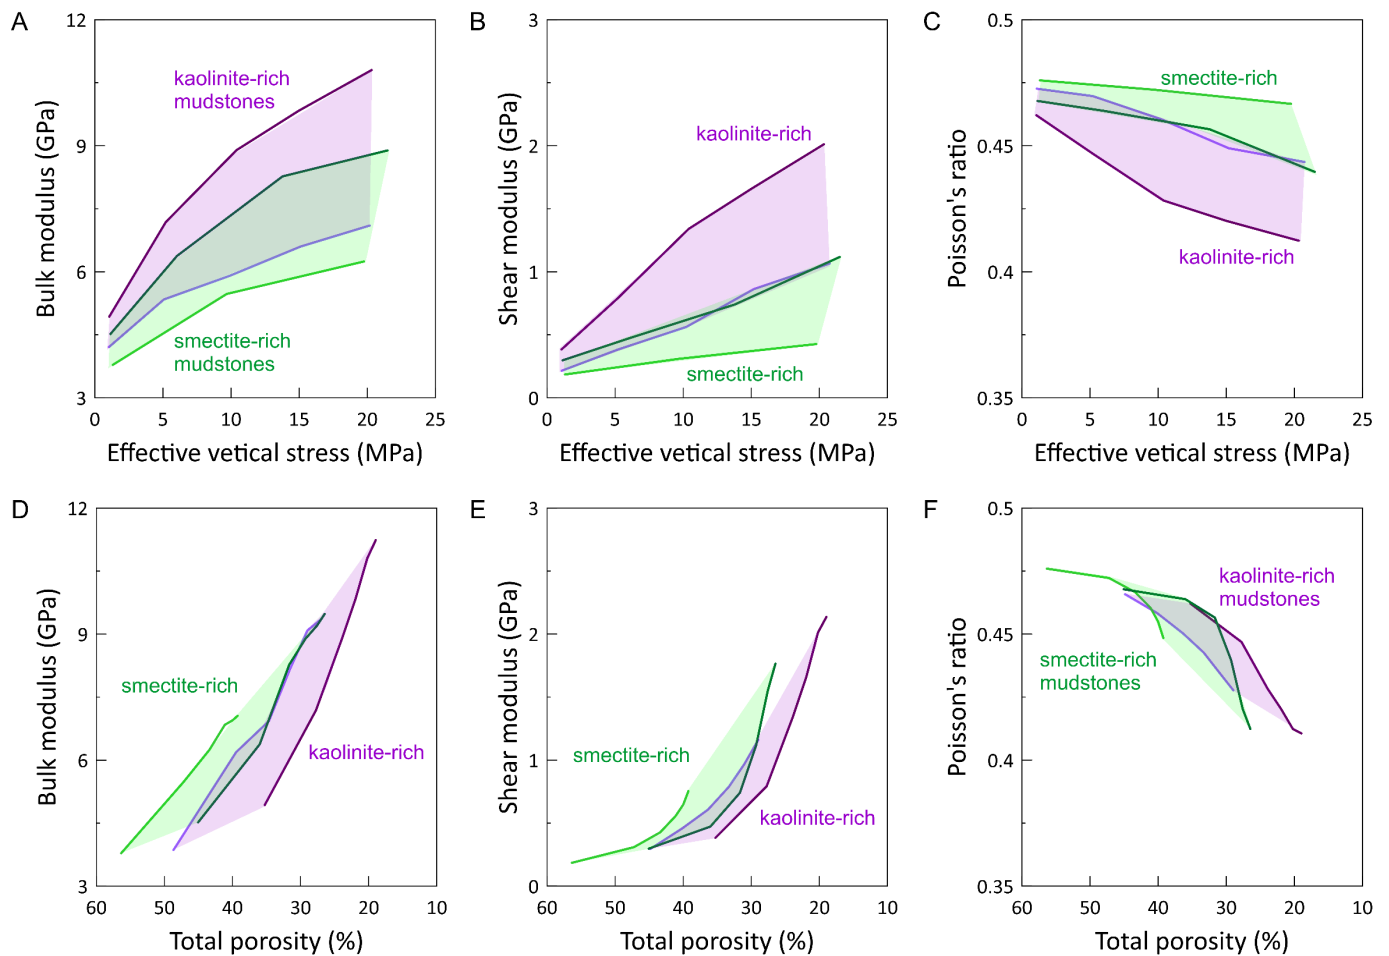 A
12
9
6
3
Bulk modulus (GPa)
kaolinite-rich
mudstones
smectite-rich
mudstones
0 5 10 15 20 25
Effective vetical stress (MPa)
B
3
2
1
0
Shear modulus (GPa)
kaolinite-rich
smectite-rich
0 5 10 15 20 25
Effective vetical stress (MPa)
C
0.5
0.45
0.4
0.35
Poisson's ratio
smectite-rich
kaolinite-rich
0 5 10 15 20 25
Effective vetical stress (MPa)
D
12
9
6
3
Bulk modulus (GPa)
smectite-rich
kaolinite-rich
60 50 40 30 20 10
Total porosity (%)
E
3
2
1
0
Shear modulus (GPa)
smectite-rich
kaolinite-rich
60 50 40 30 20 10
Total porosity (%)
F
0.5
0.45
0.4
0.35
Poisson's ratio
kaolinite-rich
mudstones
smectite-rich
mudstones
60 50 40 30 20 10
Total porosity (%)